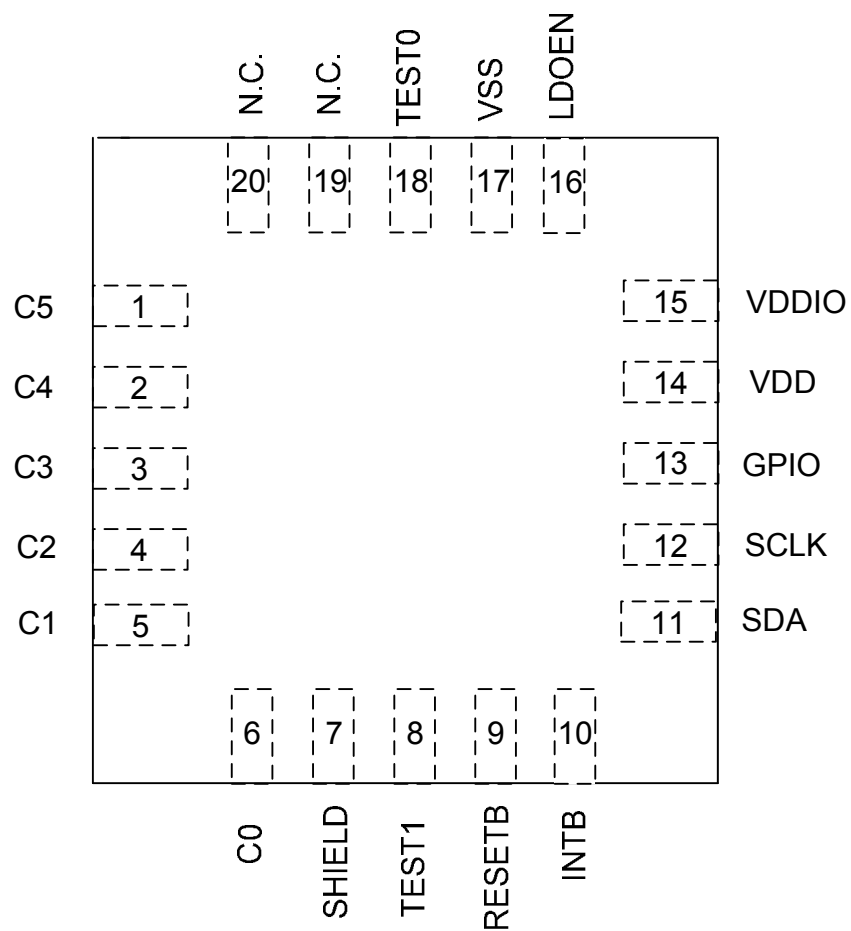 N.C.
N.C.
TEST0
VSS
LDOEN
20
19
18
17
16
C5
1
15
VDDIO
C4
2
14
VDD
C3
3
13
GPIO
C2
4
12
SCLK
C1
5
11
SDA
6
7
8
9
10
C0
SHIELD
TEST1
RESETB
INTB